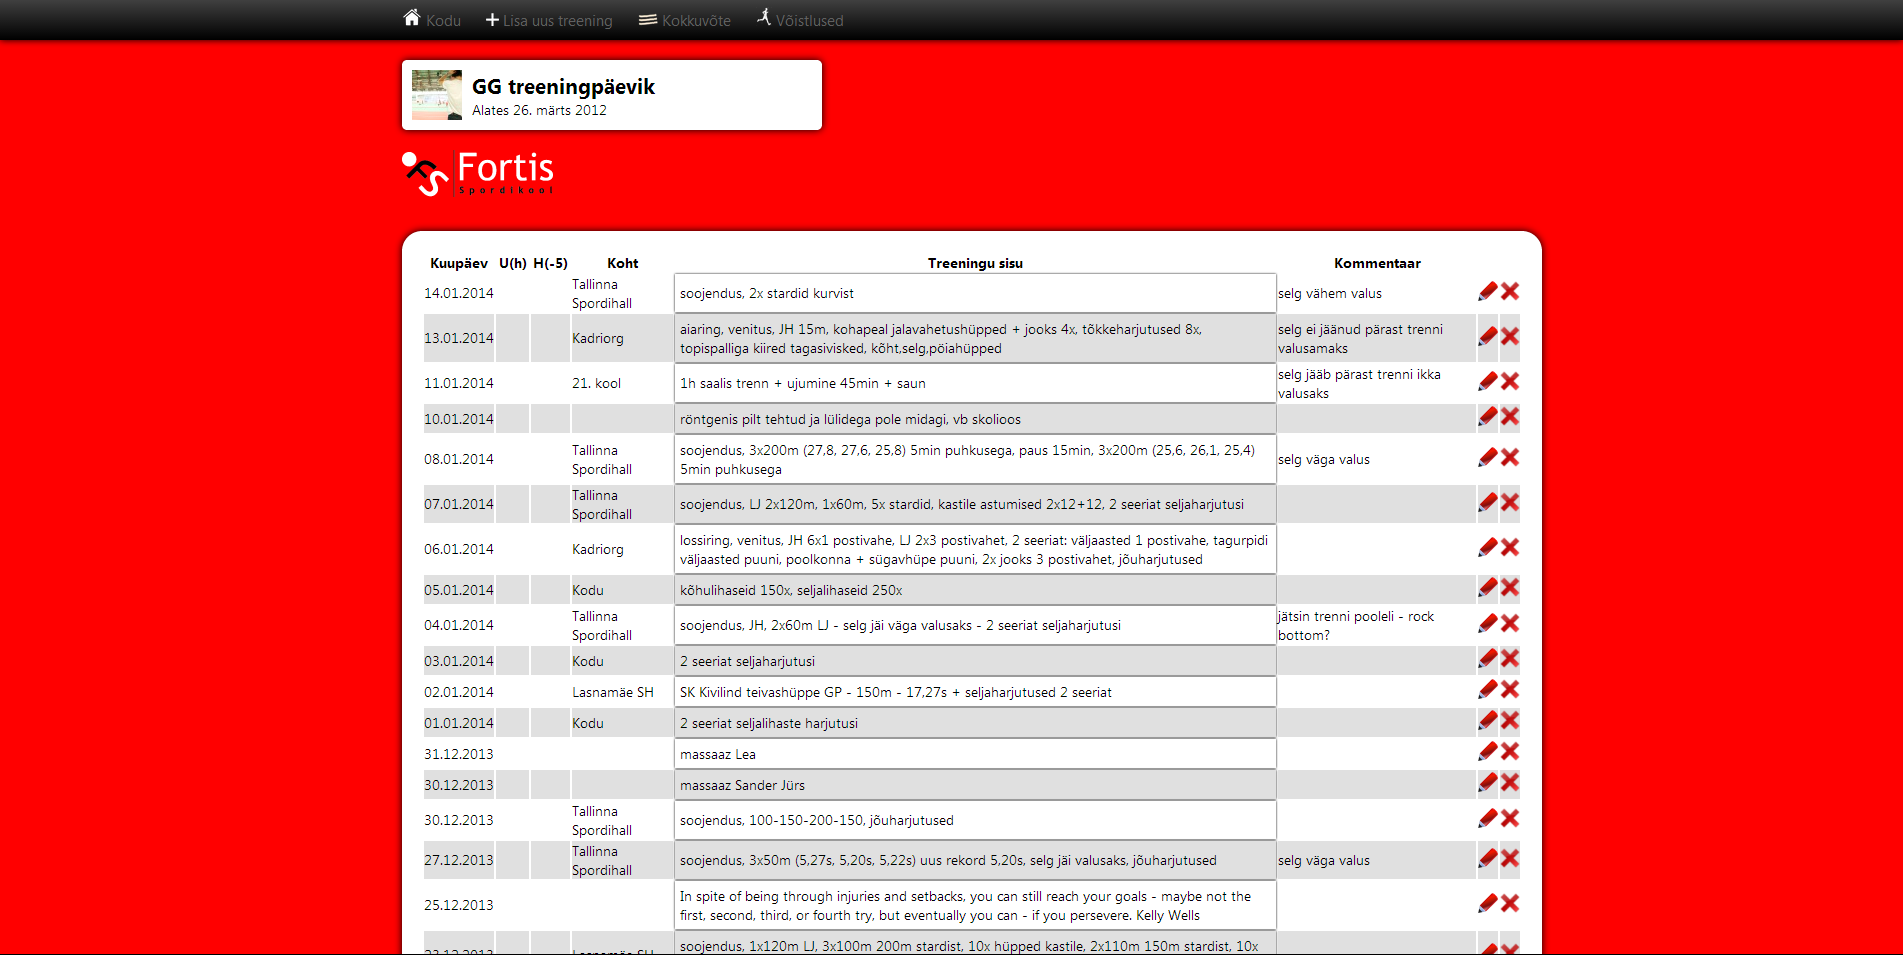 Kodu Lisa uus treening Kokkuvõte Võistlused
GG treeningpäevik
Alates 26. märts 2012
Fortis
Spordikool
Kuupäev U(h) H(-5) Koht Treeningu sisu Kommentaar
14.01.2014 Tallinna Spordihall soojendus, 2x stardid kurvist selg vähem valus
13.01.2014 Kadriorg aiaring, venitus, JH 15m, kohapeal jalavahetushüpped + jooks 4x, tõkkeharjutused 8x,
topispalliga kiired tagasivisked, kõht,selg,pöiahüpped
selg ei jäänud pärast trenni
valusamaks
11.01.2014 21. kool 1h saalis trenn + ujumine 45min + saun
selg jääb pärast trenni ikka
valusaks
10.01.2014 röntgenis pilt tehtud ja lülidega pole midagi, vb skolioos
08.01.2014 Tallinna Spordihall soojendus, 3x200m (27,8, 27,6, 25,8) 5min puhkusega, paus 15min, 3x200m (25,6, 26,1, 25,4)
5min puhkusega
selg väga valus
07.01.2014 Tallinna Spordihall soojendus, LJ 2x120m, 1x60m, 5x stardid, kastile astumised 2x12+12, 2 seeriat seljaharjutusi
06.01.2014 Kadriorg lossiring, venitus, JH 6x1 postivahe, LJ 2x3 postivahet, 2 seeriat: väljaasted 1 postivahe, tagurpidi
väljaasted puuni, poolkonna + sügavhüpe puuni, 2x jooks 3 postivahet, jõuharjutused
05.01.2014 Kodu kõhulihaseid 150x, seljalihaseid 250x
04.01.2014 Tallinna Spordihall soojendus, JH, 2x60m LJ - selg jäi väga valusaks - 2 seeriat seljaharjutusi
jätsin trenni pooleli - rock
bottom?
03.01.2014 Kodu 2 seeriat seljaharjutusi
02.01.2014 Lasnamäe SH SK Kivilind teivashüppe GP - 150m - 17,27s + seljaharjutused 2 seeriat
01.01.2014 Kodu 2 seeriat seljalihaste harjutusi
31.12.2013 massaaz Lea
30.12.2013 massaaz Sander Jürs
30.12.2013 Tallinna Spordihall soojendus, 100-150-200-150, jõuharjutused
27.12.2013 Tallinna Spordihall soojendus, 3x50m (5,27s, 5,20s, 5,22s) uus rekord 5,20s, selg jäi valusaks, jõuharjutused selg väga valus
25.12.2013 In spite of being through injuries and setbacks, you can still reach your goals - maybe not the
first, second, third, or fourth try, but eventually you can - if you persevere. Kelly Wells
23.12.2013 Lasnamäe SH soojendus, 1x120m LJ, 3x100m 200m stardist, 10x hüpped kastile, 2x110m 150m stardist, 10x